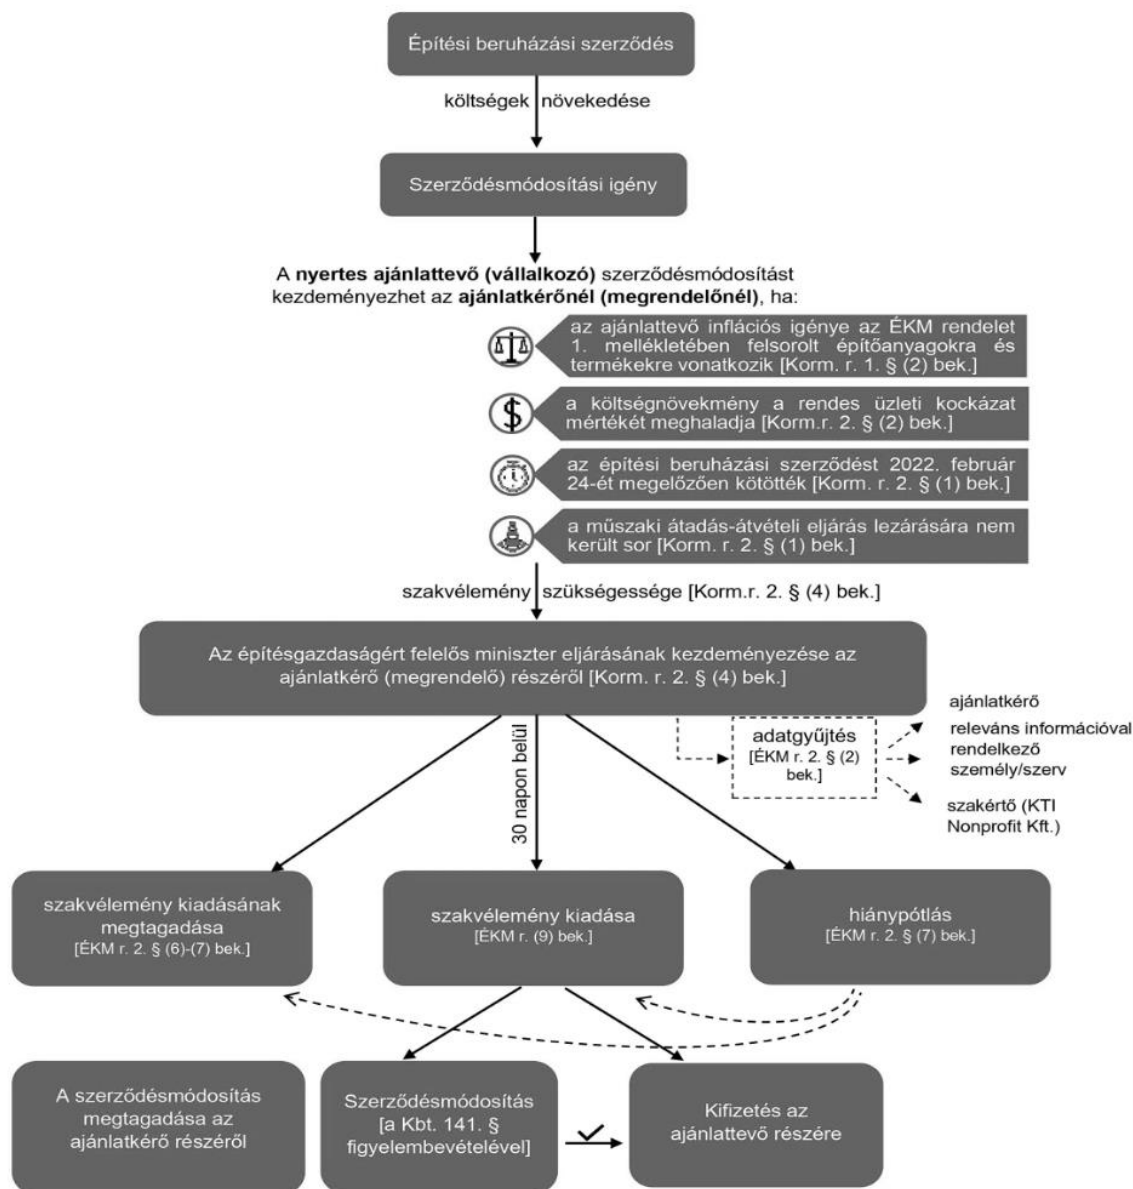 Építési beruházási szerződés
költségek növekedése
Szerződésmódosítási igény
A nyertes ajánlattevő (vállalkozó) szerződésmódosítást
kezdeményezhet az ajánlatkérőnél (megrendelőnél), ha:
az ajánlattevő inflációs igénye az ÉKM rendelet
1. mellékletében felsorolt építőanyagokra és
termékekre vonatkozik [Korm. r. 1. § (2) bek.]
$
a költségnövekmény a rendes üzleti kockázat
mértékét meghaladja [Korm.r. 2. § (2) bek.]
az építési beruházási szerződést 2022. február
24-ét megelőzően kötötték [Korm. r. 2. § (1) bek.]
a műszaki átadás-átvételi eljárás lezárására nem
került sor [Korm. r. 2. § (1) bek.]
szakvélemény szükségessége [Korm.r. 2. § (4) bek.]
Az építésgazdaságért felelős miniszter eljárásának kezdeményezése az
ajánlatkérő (megrendelő) részéről [Korm. r. 2. § (4) bek.]
30 napon belül
adatgyűjtés
[ÉKM r. 2. § (2)
bek.]
ajánlatkérő
releváns információval
rendelkező
személy/szerv
szakértő (KTI
Nonprofit Kft.)
szakvélemény kiadásának
megtagadása
[ÉKM r. 2. § (6)-(7) bek.]
szakvélemény kiadása
[ÉKM r. (9) bek.]
hiánypótlás
[ÉKM r. 2. § (7) bek.]
A szerződésmódosítás
megtagadása az
ajánlatkérő részéről
Szerződésmódosítás
[a Kbt. 141. §
figyelembevételével]
Kifizetés az
ajánlattevő részére